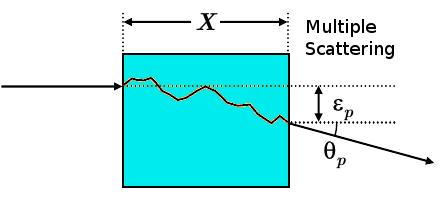 X
Multiple
Scattering
εp
θp